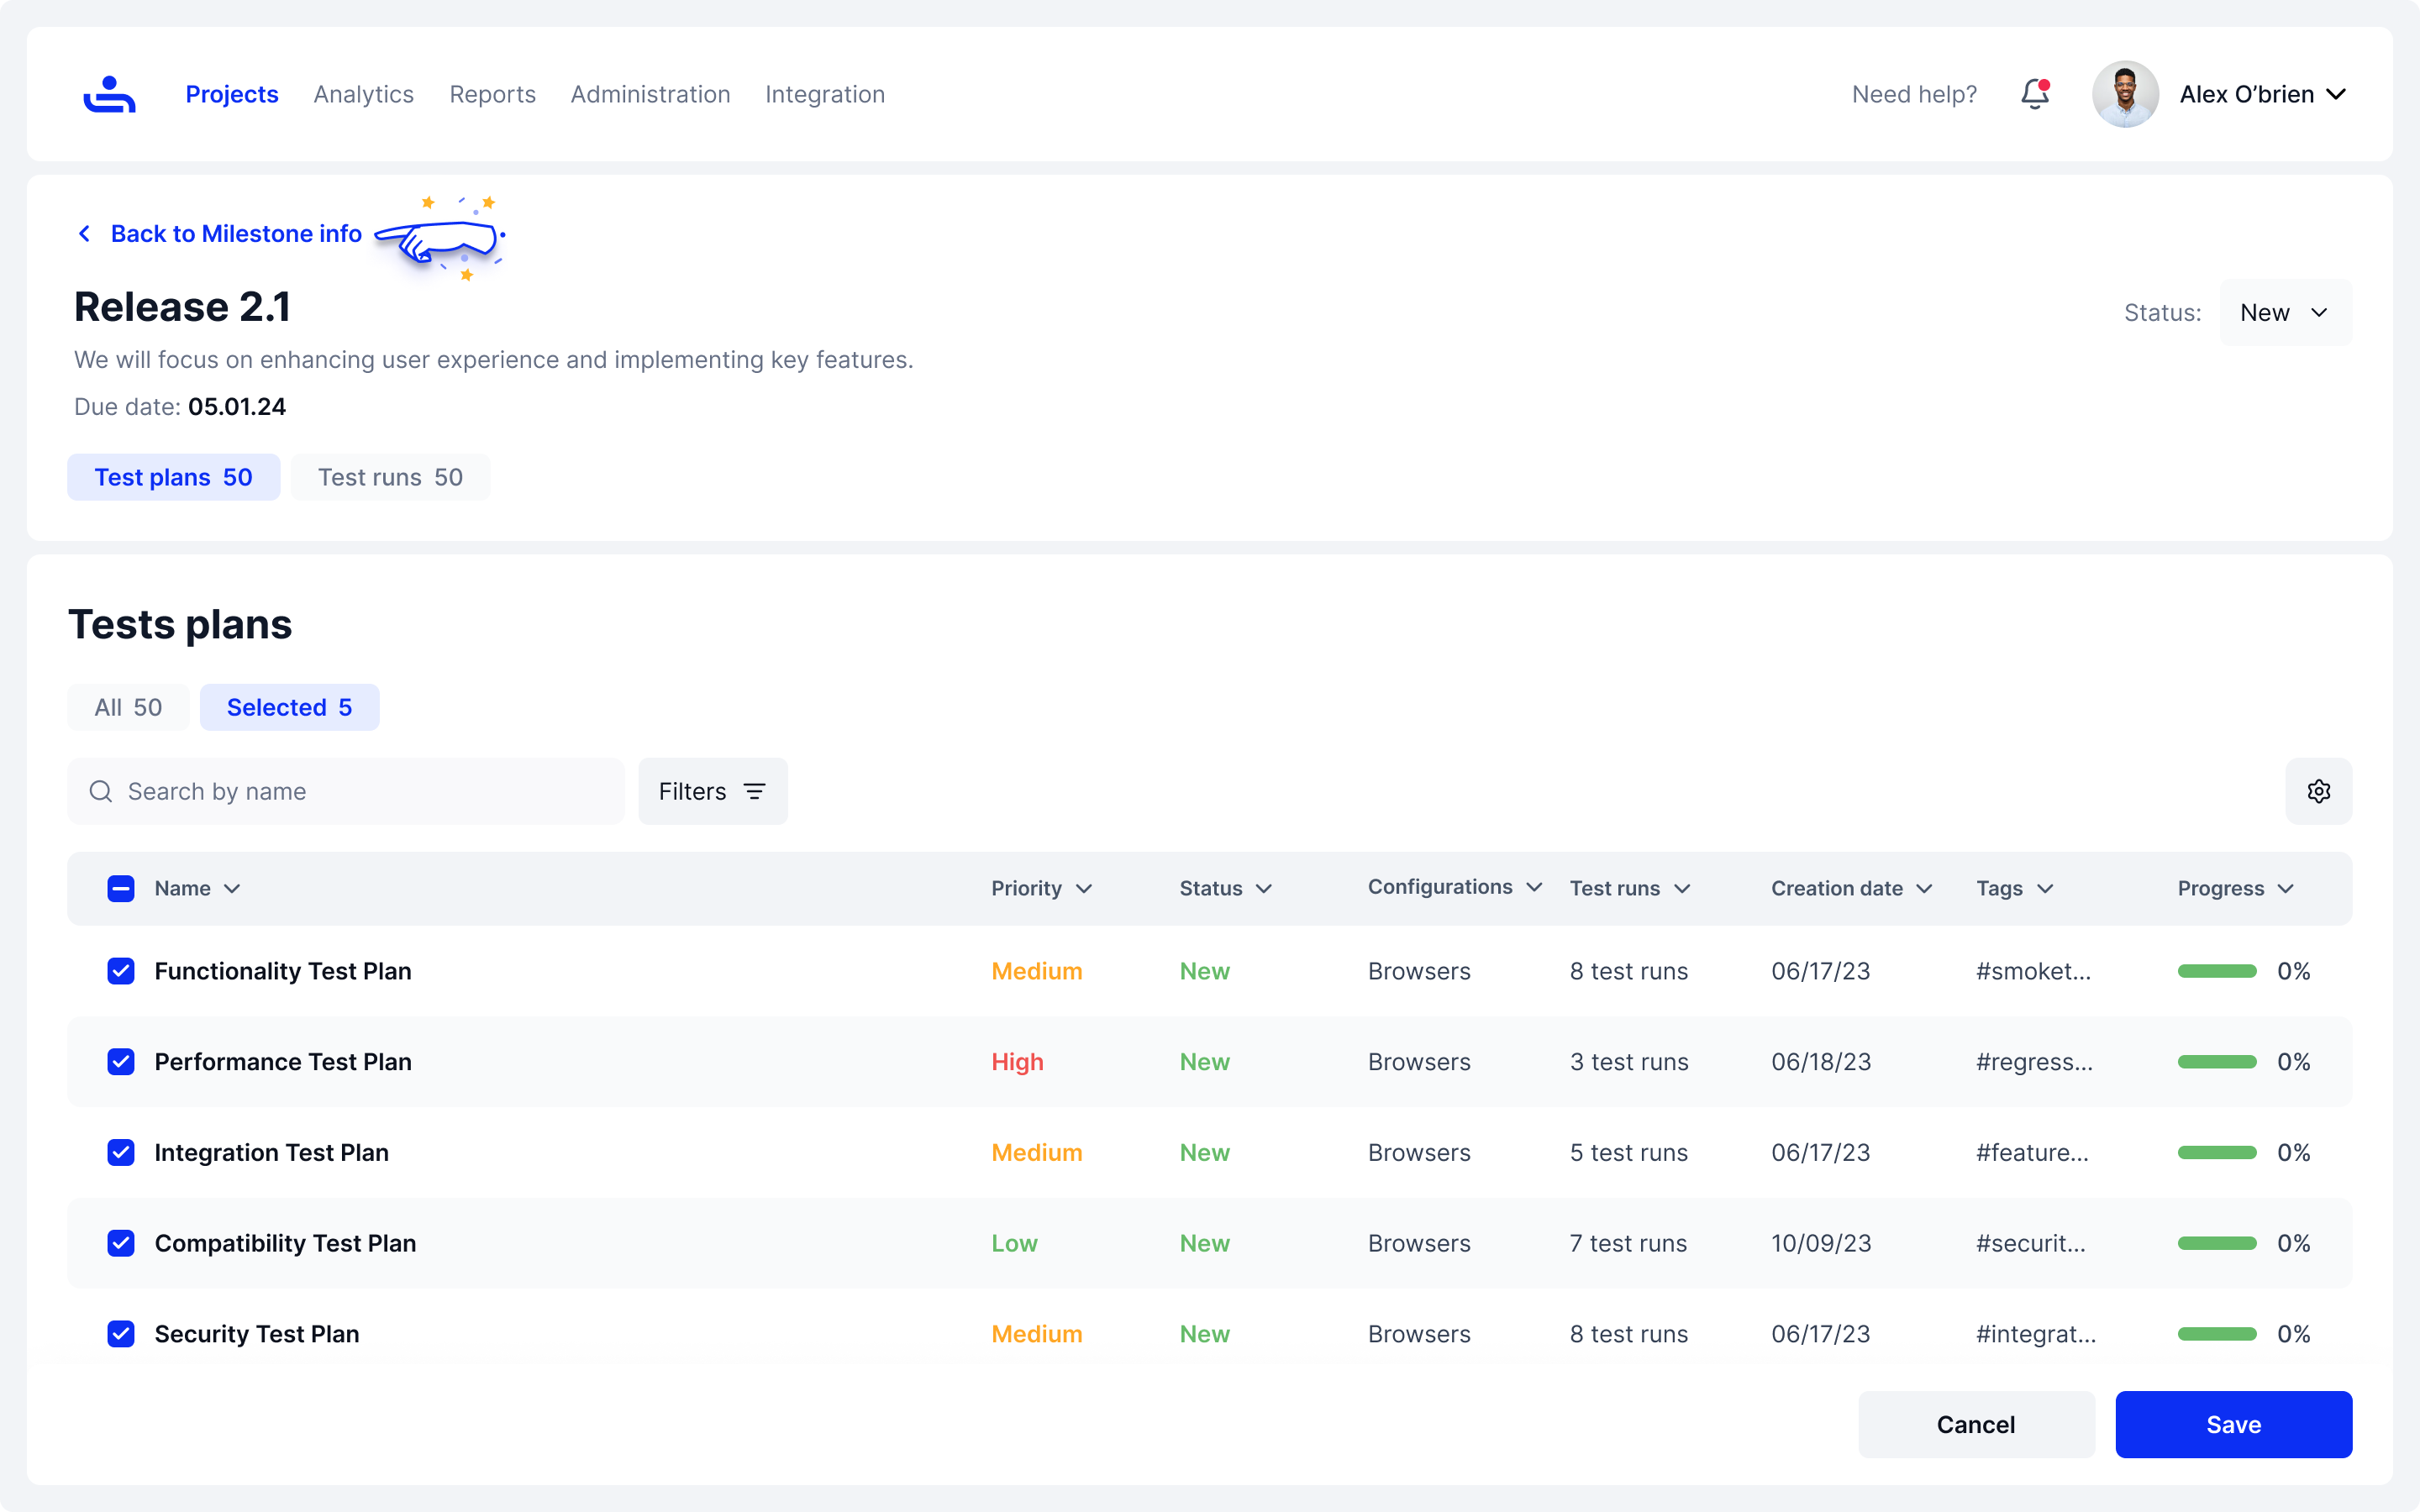 Projects Analytics Reports Administration Integration Need help? Alex O’brien
Back to Milestone info
Release 2.1
Status: New
We will focus on enhancing user experience and implementing key features.
Due date: 05.01.24
Test plans 50 Test runs 50
Tests plans
All 50 Selected 5
Search by name Filters
Name Priority Status Configurations Test runs Creation date Tags Progress
Functionality Test Plan Medium New Browsers 8 test runs 06/17/23 #smoket... 0%
Performance Test Plan High New Browsers 3 test runs 06/18/23 #regress... 0%
Integration Test Plan Medium New Browsers 5 test runs 06/17/23 #feature... 0%
Compatibility Test Plan Low New Browsers 7 test runs 10/09/23 #securit... 0%
Security Test Plan Medium New Browsers 8 test runs 06/17/23 #integrat... 0%
Cancel Save